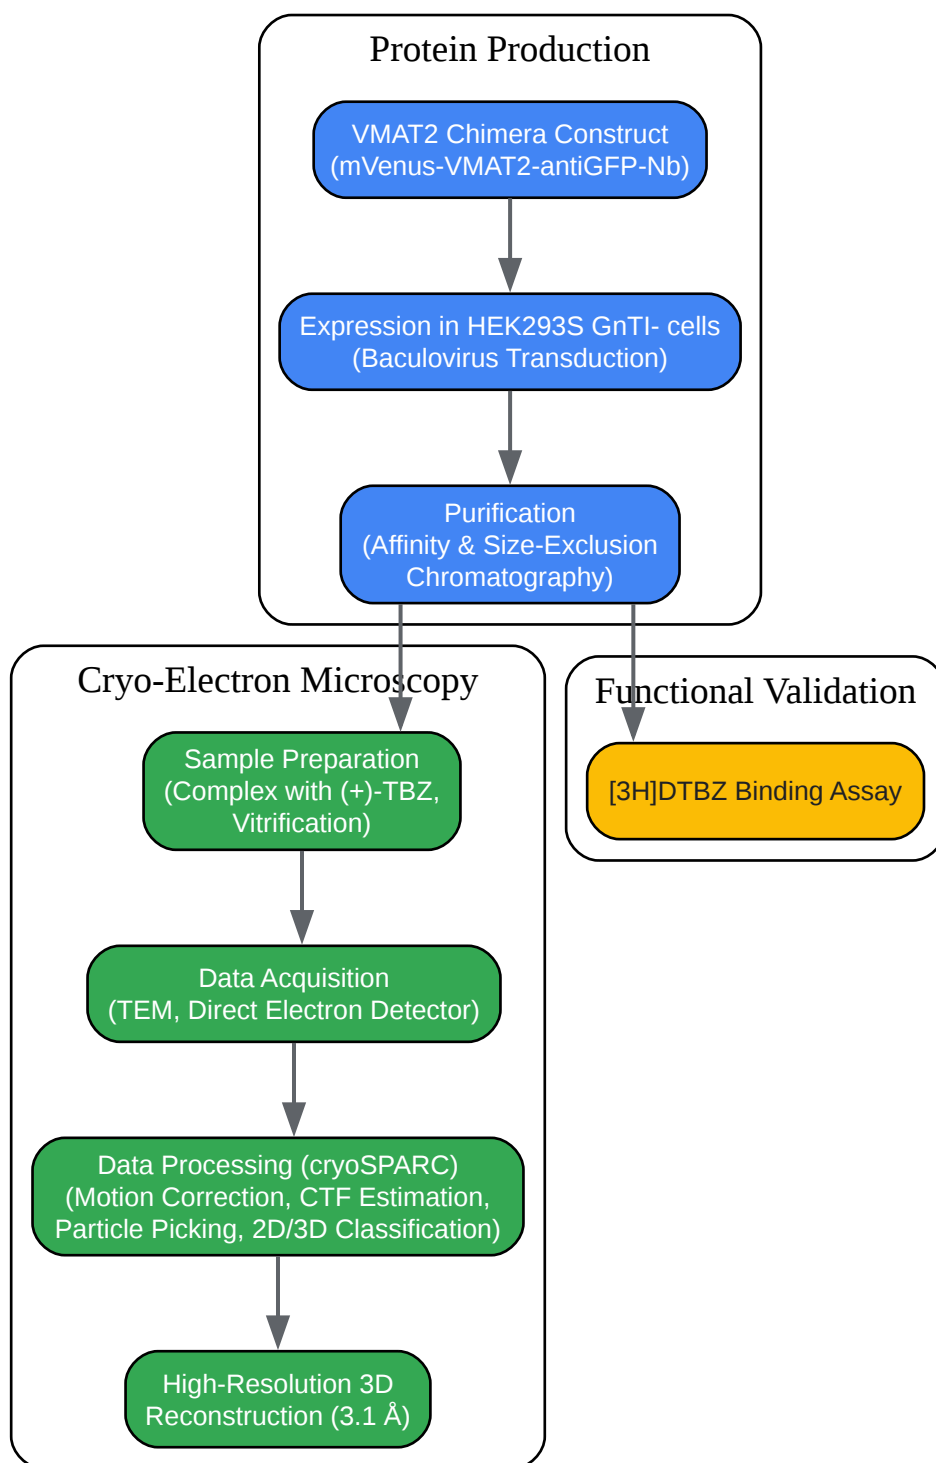 Protein Production
VMAT2 Chimera Construct
(mVenus-VMAT2-antiGFP-Nb)
Expression in HEK293S GnTI- cells
(Baculovirus Transduction)
Purification
(Affinity & Size-Exclusion
Chromatography)
Cryo-Electron Microscopy
Sample Preparation
(Complex with (+)-TBZ,
Vitrification)
Data Acquisition
(TEM, Direct Electron Detector)
Data Processing (cryoSPARC)
(Motion Correction, CTF Estimation,
Particle Picking, 2D/3D Classification)
High-Resolution 3D
Reconstruction (3.1 Å)
Functional Validation
[3H]DTBZ Binding Assay